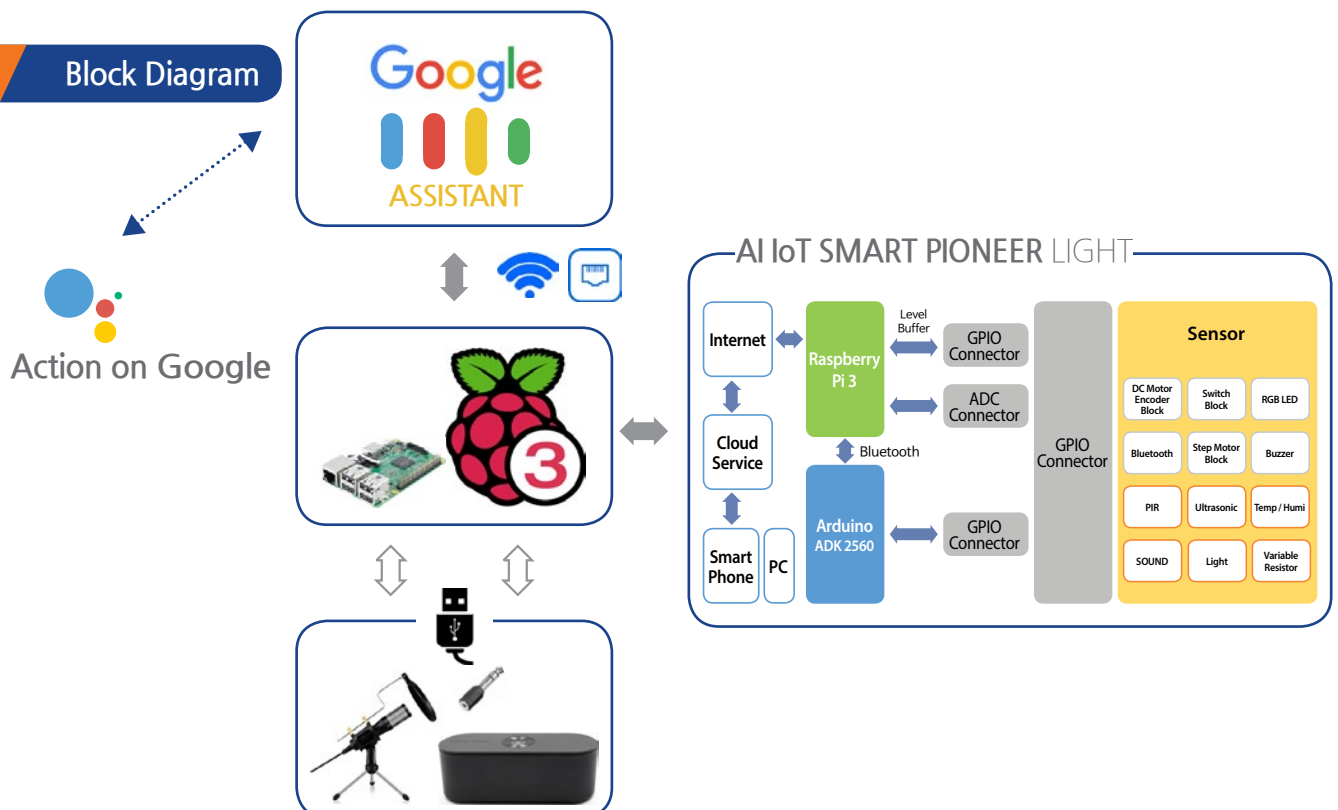 Block Diagram
Google
ASSISTANT
Action on Google
3
AI IoT SMART PIONEER LIGHT
Internet
Cloud
Service
Smart
Phone
PC
Raspberry
Pi 3
Bluetooth
Arduino
ADK 2560
Level
Buffer
GPIO
Connector
ADC
Connector
GPIO
Connector
GPIO
Connector
Sensor
DC Motor
Encoder
Block
Switch
Block
RGB LED
Bluetooth
Step Motor
Block
Buzzer
PIR
Ultrasonic
Temp / Humi
SOUND
Light
Variable
Resistor